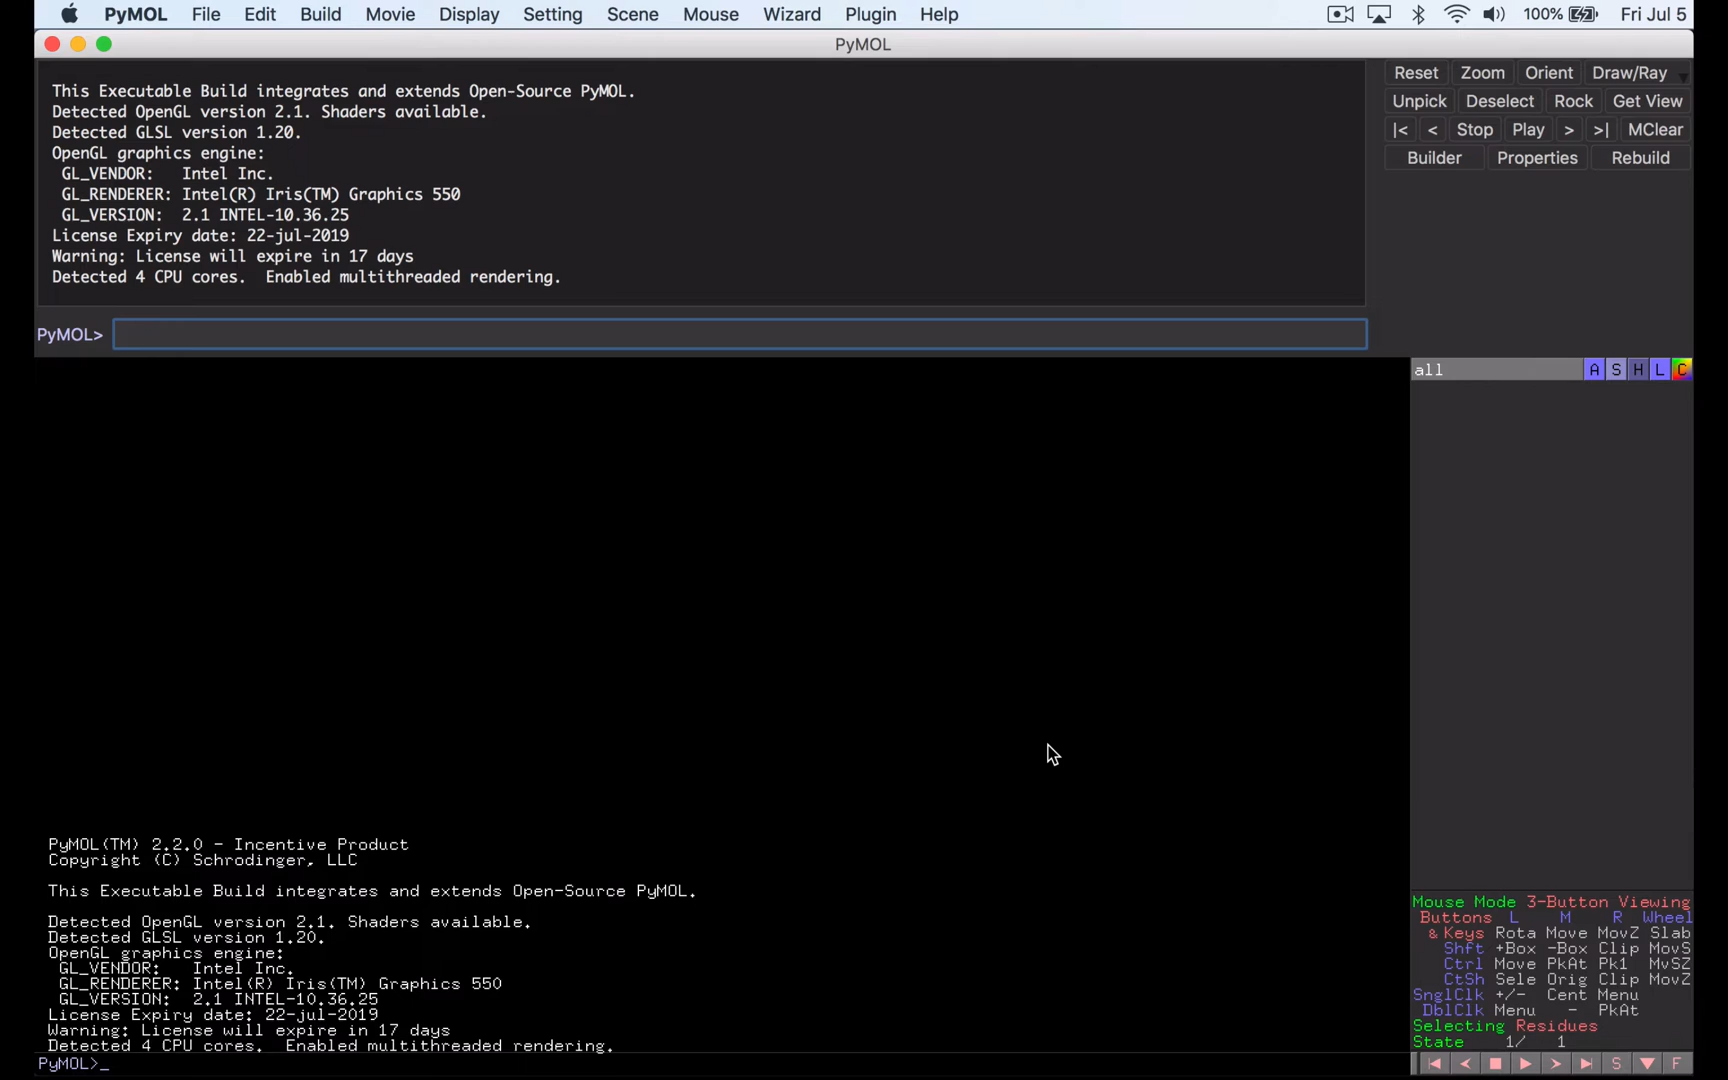 PyMOL File Edit Build Movie Display Setting Scene Mouse Wizard Plugin Help 100% Fri Jul 5
PyMOL
This Executable Build integrates and extends Open-Source PyMOL.
Detected OpenGL version 2.1. Shaders available.
Detected GLSL version 1.20.
OpenGL graphics engine:
GL_VENDOR: Intel Inc.
GL_RENDERER: Intel(R) Iris(TM) Graphics 550
GL_VERSION: 2.1 INTEL-10.36.25
License Expiry date: 22-jul-2019
Warning: License will expire in 17 days
Detected 4 CPU cores. Enabled multithreaded rendering.
PyMOL>
Reset Zoom Orient Draw/Ray
Unpick Deselect Rock Get View
|< < Stop Play > >| MClear
Builder Properties Rebuild
all A S H L C
PyMOL(TM) 2.2.0 - Incentive Product
Copyright (C) Schrodinger, LLC
This Executable Build integrates and extends Open-Source PyMOL.
Detected OpenGL version 2.1. Shaders available.
Detected GLSL version 1.20.
OpenGL graphics engine:
GL_VENDOR: Intel Inc.
GL_RENDERER: Intel(R) Iris(TM) Graphics 550
GL_VERSION: 2.1 INTEL-10.36.25
License Expiry date: 22-jul-2019
Warning: License will expire in 17 days
Detected 4 CPU cores. Enabled multithreaded rendering.
PyMOL>_
Mouse Mode 3-Button Viewing
Buttons L M R Wheel
& Keys Rota Move MovZ Slab
Shft +Box -Box Clip MovS
Ctrl Move PkAt Pk1 MvSZ
CtSh Sele Orig Clip MovZ
SnglClk +/- Cent Menu
DblClk Menu - PkAt
Selecting Residues
State 1/ 1
S F